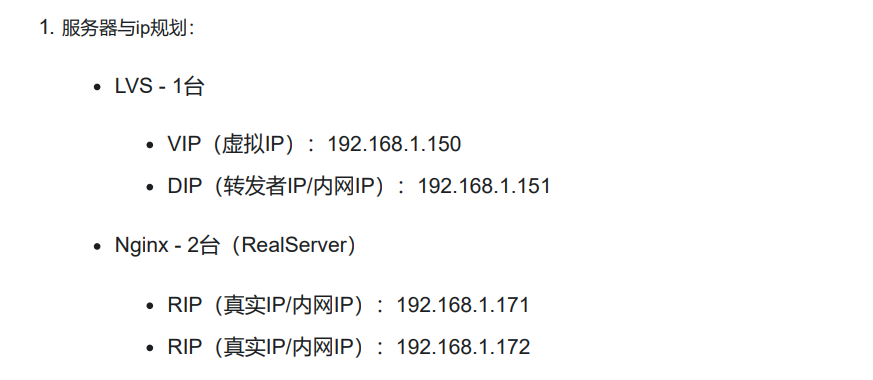 1. 服务器与ip规划：
• LVS - 1台
• VIP（虚拟IP）：192.168.1.150
• DIP（转发者IP/内网IP）：192.168.1.151
• Nginx - 2台（RealServer）
• RIP（真实IP/内网IP）：192.168.1.171
• RIP（真实IP/内网IP）：192.168.1.172